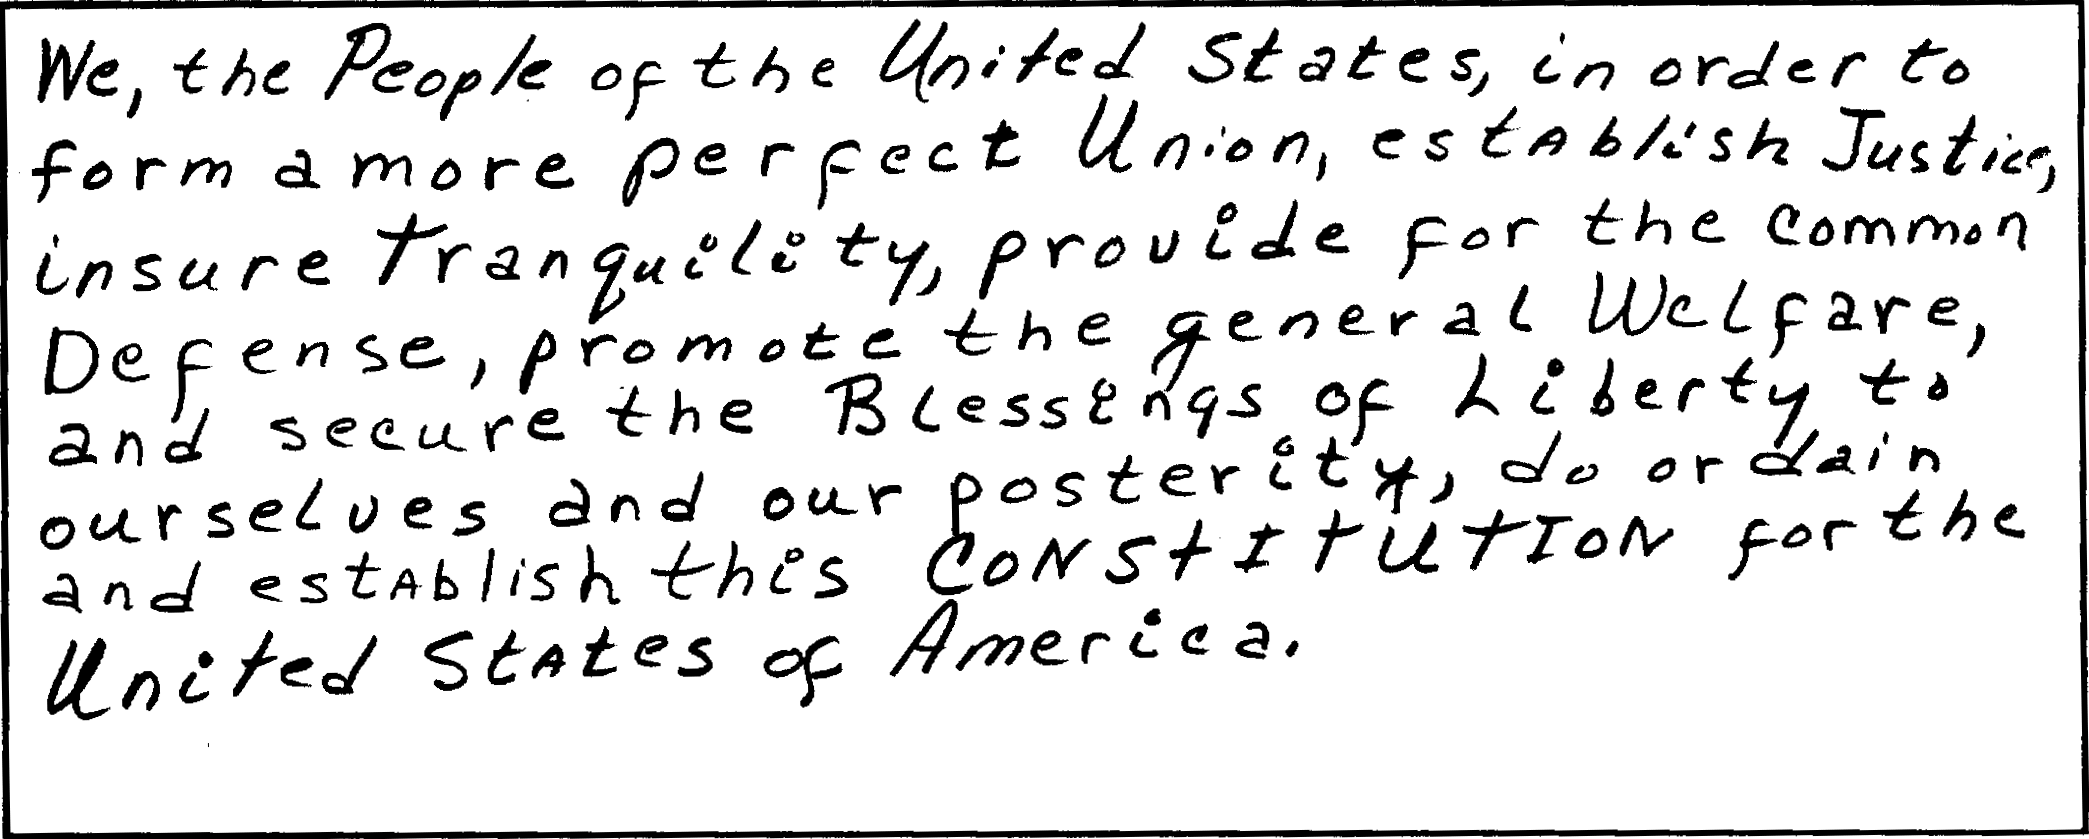 We, the People of the United States, in order to
form a more perfect Union, establish Justice,
insure Tranquility, provide for the common
Defense, promote the general Welfare,
and secure the Blessings of Liberty to
ourselves and our posterity, do ordain
and establish this CONSTITUTION for the
United States of America.